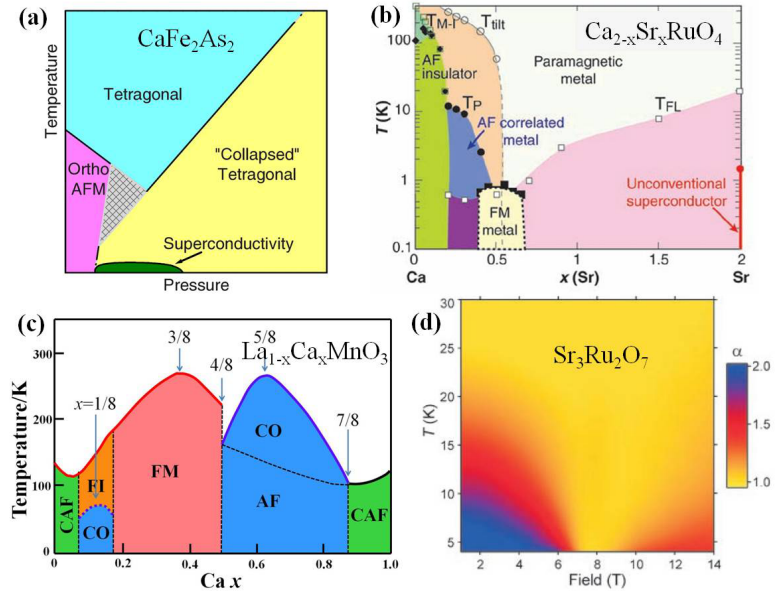 (a)
CaFe2As2
Temperature
Tetragonal
"Collapsed"
Tetragonal
Ortho
AFM
Superconductivity
Pressure
(b)
Ca2-xSrxRuO4
TM-I
Ttilt
AF
insulator
Paramagnetic
metal
TP
AF correlated
metal
TFL
Unconventional
superconductor
FM
metal
T (K)
100
10
1
0.1
0
0.5
1
1.5
2
Ca
x (Sr)
Sr
(c)
La1-xCaxMnO3
3/8
5/8
4/8
x=1/8
7/8
300
200
100
0
Temperature/K
CAF
FI
CO
FM
CO
AF
CAF
0.0
0.2
0.4
0.6
0.8
1.0
Ca x
(d)
Sr3Ru2O7
α
2.0
1.5
1.0
T (K)
30
25
20
15
10
5
2
4
6
8
10
12
14
Field (T)